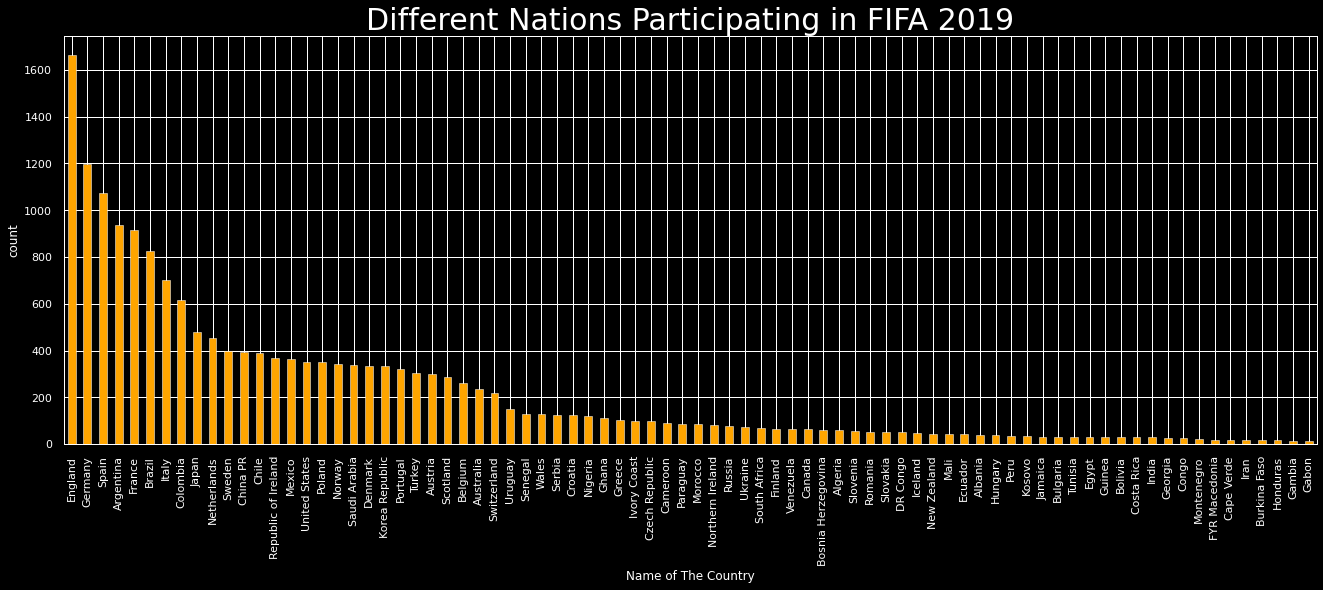 Different Nations Participating in FIFA 2019
1600
1400
1200
1000
800
600
400
200
0
count
England
Germany
Spain
Argentina
France
Brazil
Italy
Colombia
Japan
Netherlands
Sweden
China PR
Chile
Republic of Ireland
Mexico
United States
Poland
Norway
Saudi Arabia
Denmark
Korea Republic
Portugal
Turkey
Austria
Scotland
Belgium
Australia
Switzerland
Uruguay
Senegal
Wales
Serbia
Croatia
Nigeria
Ghana
Greece
Ivory Coast
Czech Republic
Cameroon
Paraguay
Morocco
Northern Ireland
Russia
Ukraine
South Africa
Finland
Venezuela
Canada
Bosnia Herzegovina
Algeria
Slovenia
Romania
Slovakia
DR Congo
Iceland
New Zealand
Mali
Ecuador
Albania
Hungary
Peru
Kosovo
Jamaica
Bulgaria
Tunisia
Egypt
Guinea
Bolivia
Costa Rica
India
Georgia
Congo
Montenegro
FYR Macedonia
Cape Verde
Iran
Burkina Faso
Honduras
Gambia
Gabon
Name of The Country